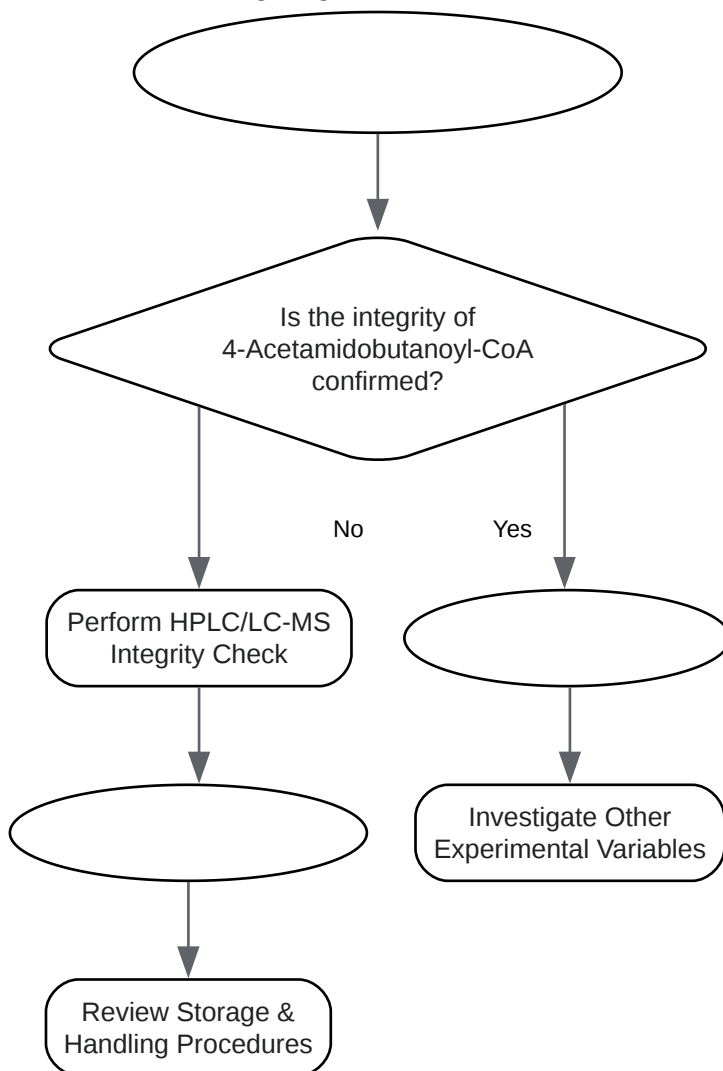 Is the integrity of
4-Acetamidobutanoyl-CoA
confirmed?
No
Yes
Perform HPLC/LC-MS
Integrity Check
Investigate Other
Experimental Variables
Review Storage &
Handling Procedures